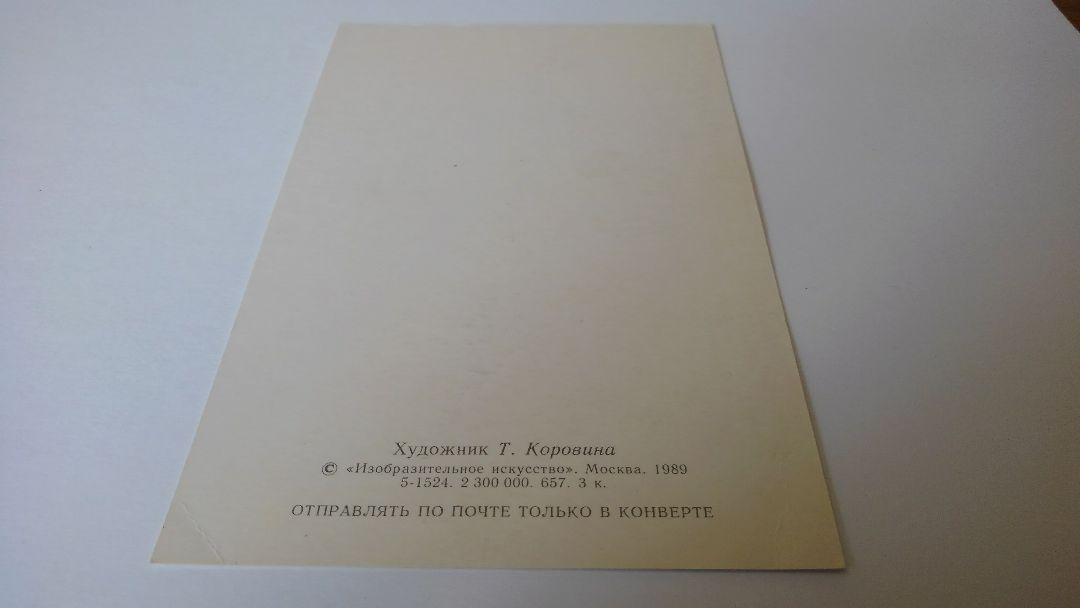 Художник Т. Коровина
© «Изобразительное искусство». Москва. 1989
5-1524. 2 300 000. 657. 3 к.
ОТПРАВЛЯТЬ ПО ПОЧТЕ ТОЛЬКО В КОНВЕРТЕ